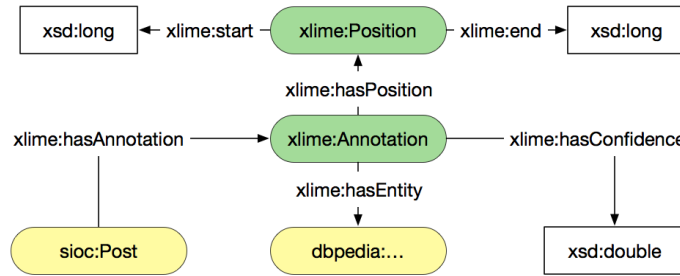 xsd:long xlime:start xlime:Position xlime:end xsd:long
xlime:hasPosition
xlime:hasAnnotation xlime:Annotation xlime:hasConfidence
xlime:hasEntity
sioc:Post dbpedia:... xsd:double